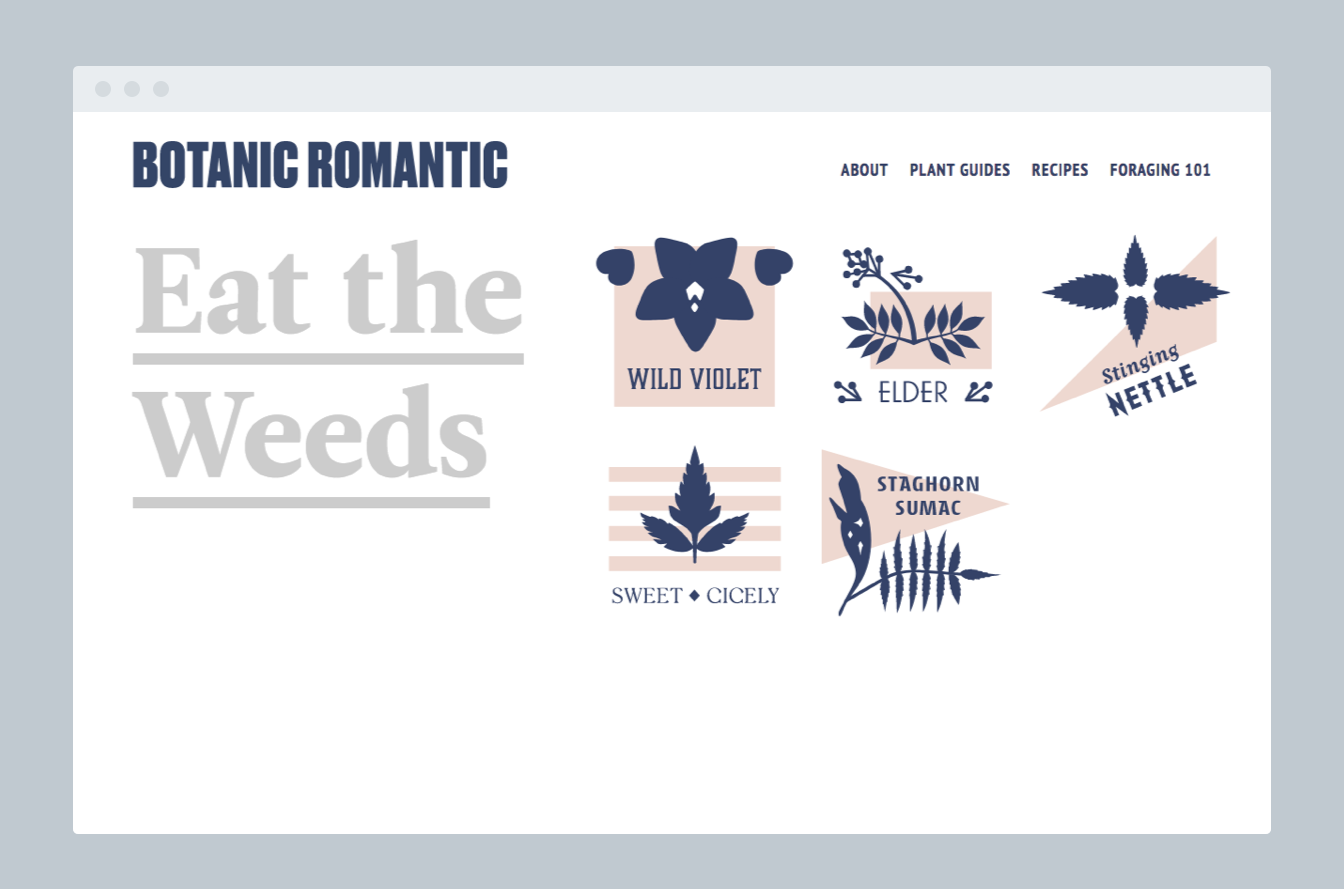 BOTANIC ROMANTIC
ABOUT PLANT GUIDES RECIPES FORAGING 101
Eat the
Weeds
WILD VIOLET
ELDER
Stinging
NETTLE
SWEET ◆ CICELY
STAGHORN
SUMAC